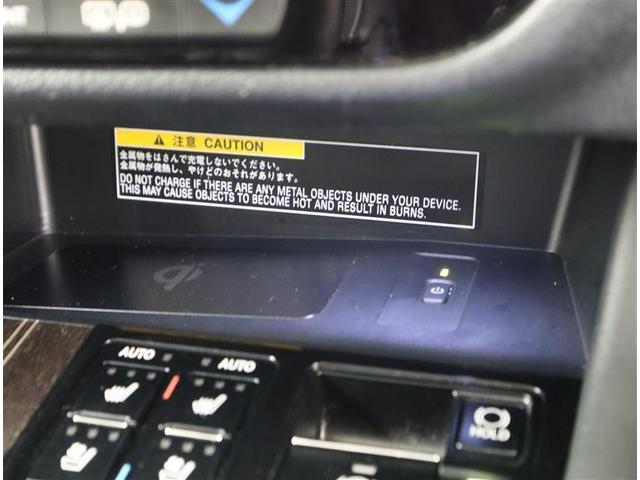 注意 CAUTION
金属物をはさんで充電しないでください。
金属物が発熱し、やけどのおそれがあります。
DO NOT CHARGE IF THERE ARE ANY METAL OBJECTS UNDER YOUR DEVICE.
THIS MAY CAUSE OBJECTS TO BECOME HOT AND RESULT IN BURNS.
qi
AUTO AUTO
HOLD